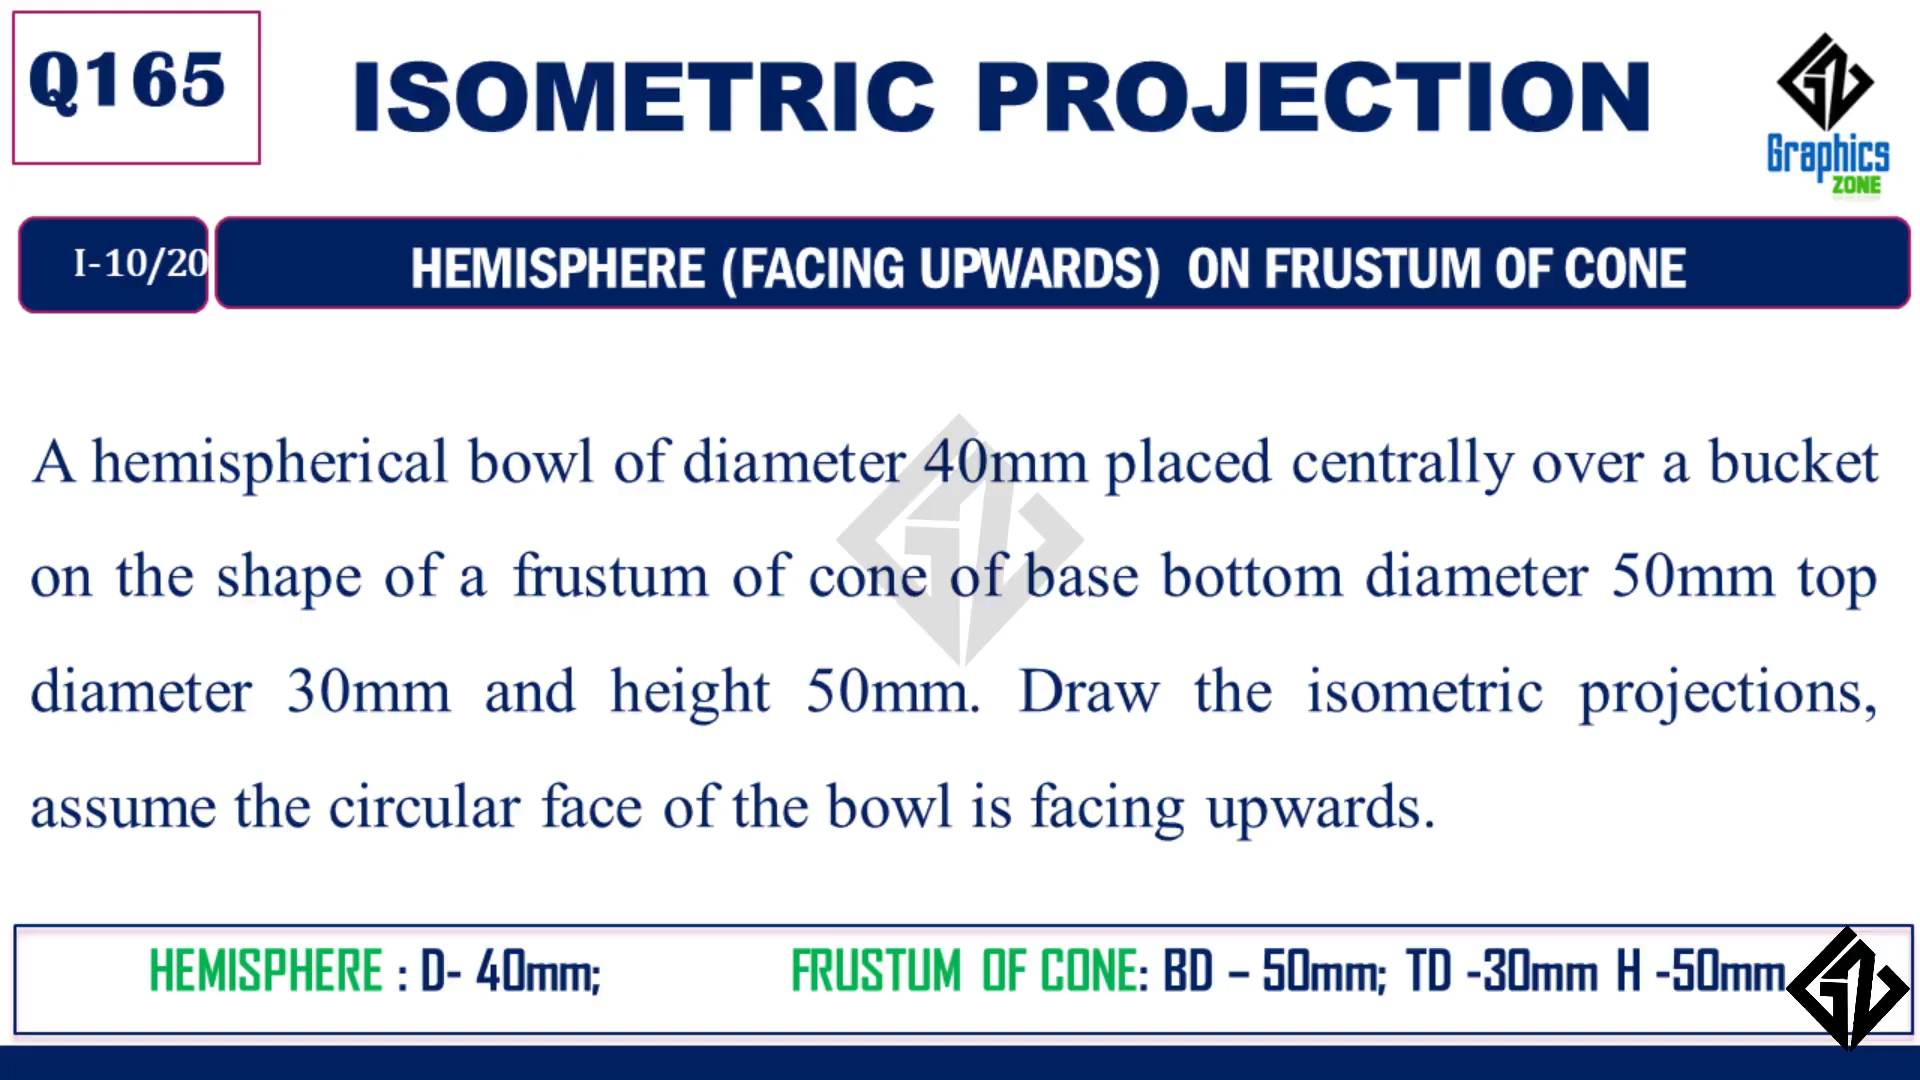 Q165
ISOMETRIC PROJECTION
Graphics
ZONE
I-10/20
HEMISPHERE (FACING UPWARDS) ON FRUSTUM OF CONE
A hemispherical bowl of diameter 40mm placed centrally over a bucket
on the shape of a frustum of cone of base bottom diameter 50mm top
diameter 30mm and height 50mm. Draw the isometric projections,
assume the circular face of the bowl is facing upwards.
HEMISPHERE : D- 40mm; FRUSTUM OF CONE: BD – 50mm; TD -30mm H -50mm